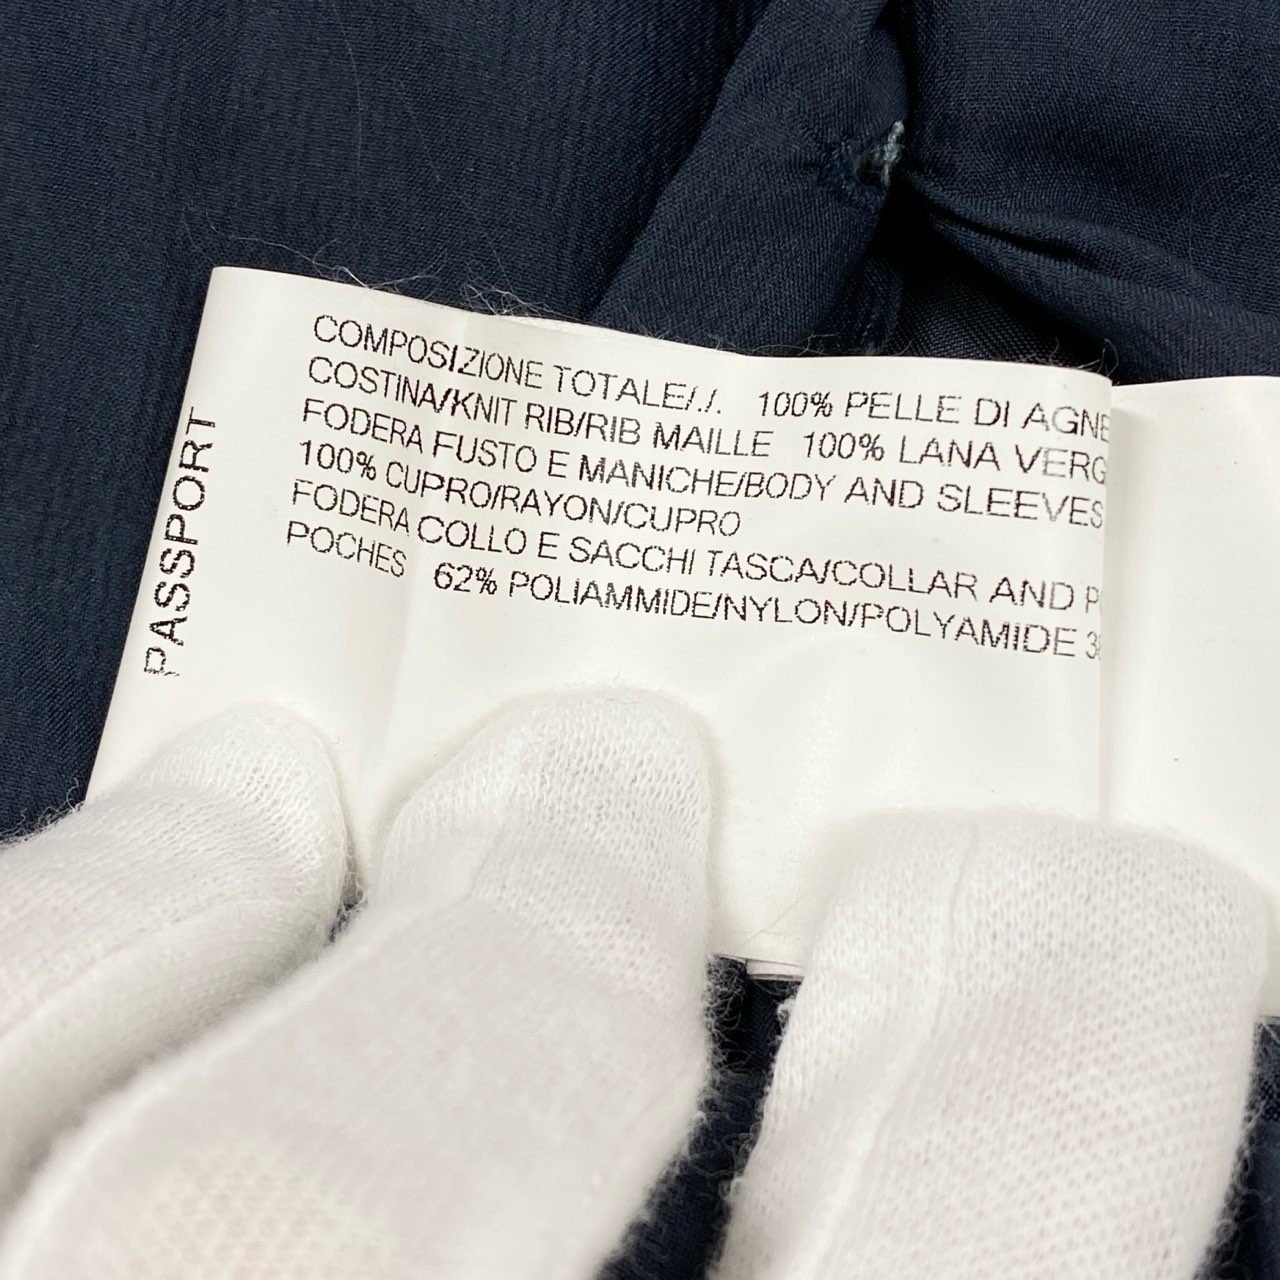 COMPOSIZIONE TOTALE/./. 100% PELLE DI AGNE
COSTINA/KNIT RIB/RIB MAILLE 100% LANA VERG
FODERA FUSTO E MANICHE/BODY AND SLEEVES
100% CUPRO/RAYON/CUPRO
FODERA COLLO E SACCHI TASCA/COLLAR AND P
POCHES 62% POLIAMMIDE/NYLON/POLYAMIDE 3
PASSPORT